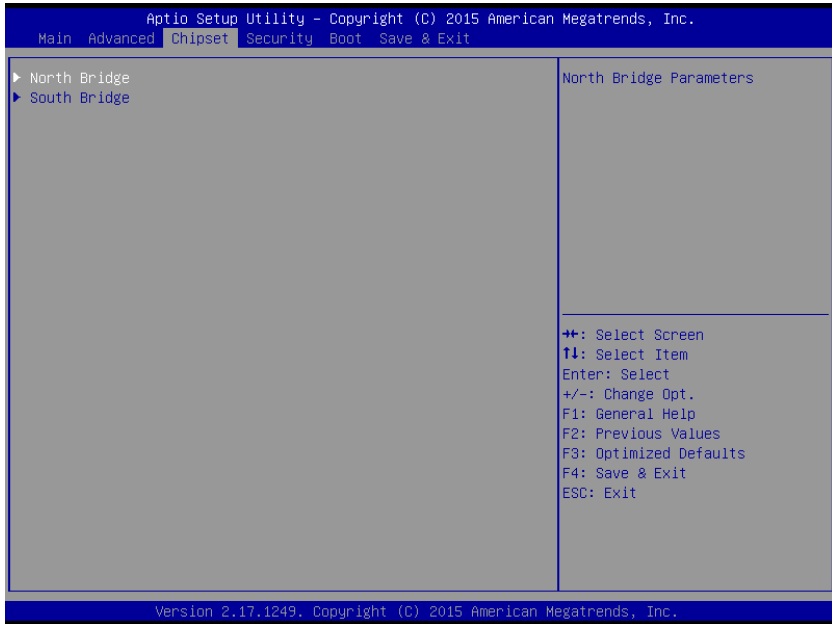 Aptio Setup Utility – Copyright (C) 2015 American Megatrends, Inc.
Main Advanced Chipset Security Boot Save & Exit
▶ North Bridge
▶ South Bridge
North Bridge Parameters
→←: Select Screen
↑↓: Select Item
Enter: Select
+/-: Change Opt.
F1: General Help
F2: Previous Values
F3: Optimized Defaults
F4: Save & Exit
ESC: Exit
Version 2.17.1249. Copyright (C) 2015 American Megatrends, Inc.